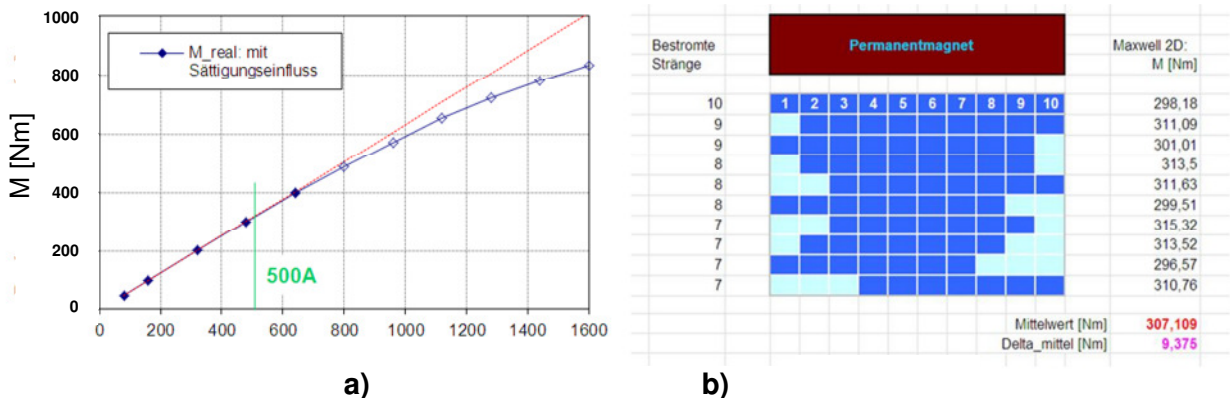 1000
800
600
400
200
0
M [Nm]
M_real: mit
Sättigungseinfluss
500A
0 200 400 600 800 1000 1200 1400 1600
a)
Bestromte
Stränge
Permanentmagnet
Maxwell 2D:
M [Nm]
10 1 2 3 4 5 6 7 8 9 10 298,18
9 311,09
9 301,01
8 313,5
8 311,63
8 299,51
7 315,32
7 313,52
7 296,57
7 310,76
Mittelwert [Nm] 307,109
Delta_mittel [Nm] 9,375
b)